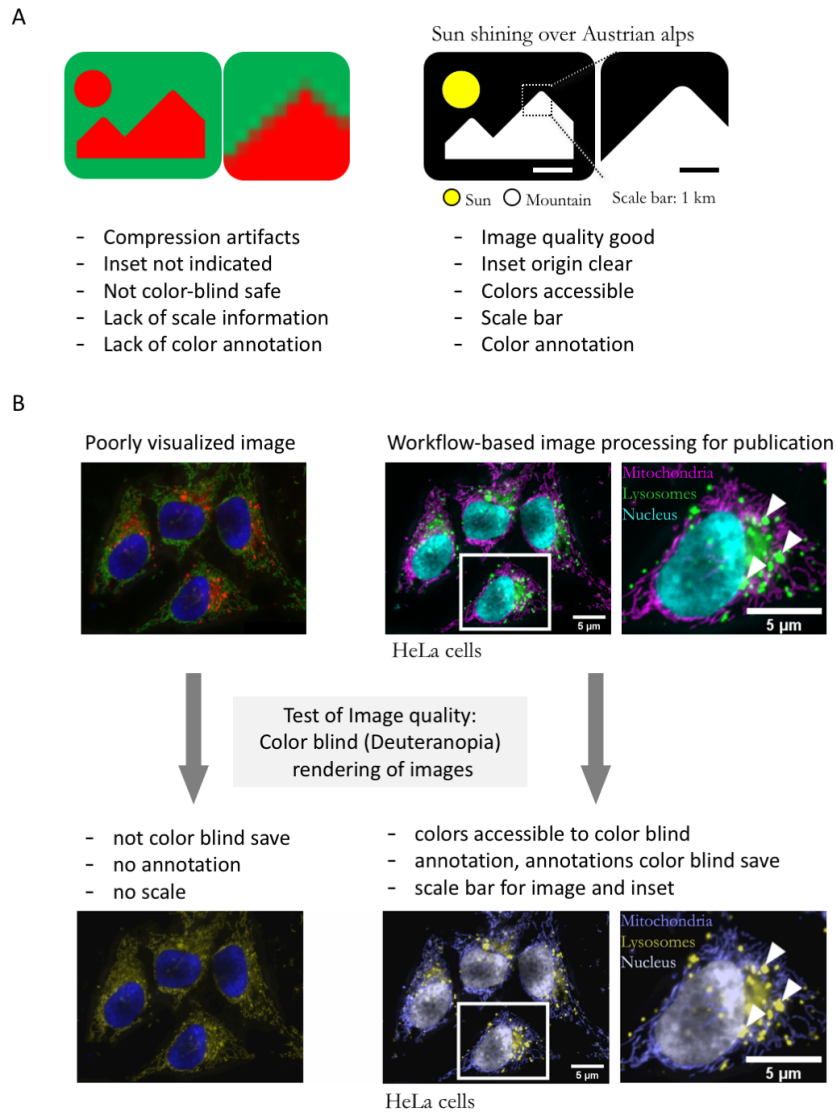 A
Sun shining over Austrian alps
Sun Mountain Scale bar: 1 km
- Compression artifacts
- Inset not indicated
- Not color-blind safe
- Lack of scale information
- Lack of color annotation
- Image quality good
- Inset origin clear
- Colors accessible
- Scale bar
- Color annotation
B
Poorly visualized image
Workflow-based image processing for publication
Mitochondria
Lysosomes
Nucleus
5 µm
5 µm
HeLa cells
Test of Image quality:
Color blind (Deuteranopia)
rendering of images
- not color blind save
- no annotation
- no scale
- colors accessible to color blind
- annotation, annotations color blind save
- scale bar for image and inset
Mitochondria
Lysosomes
Nucleus
5 µm
5 µm
HeLa cells